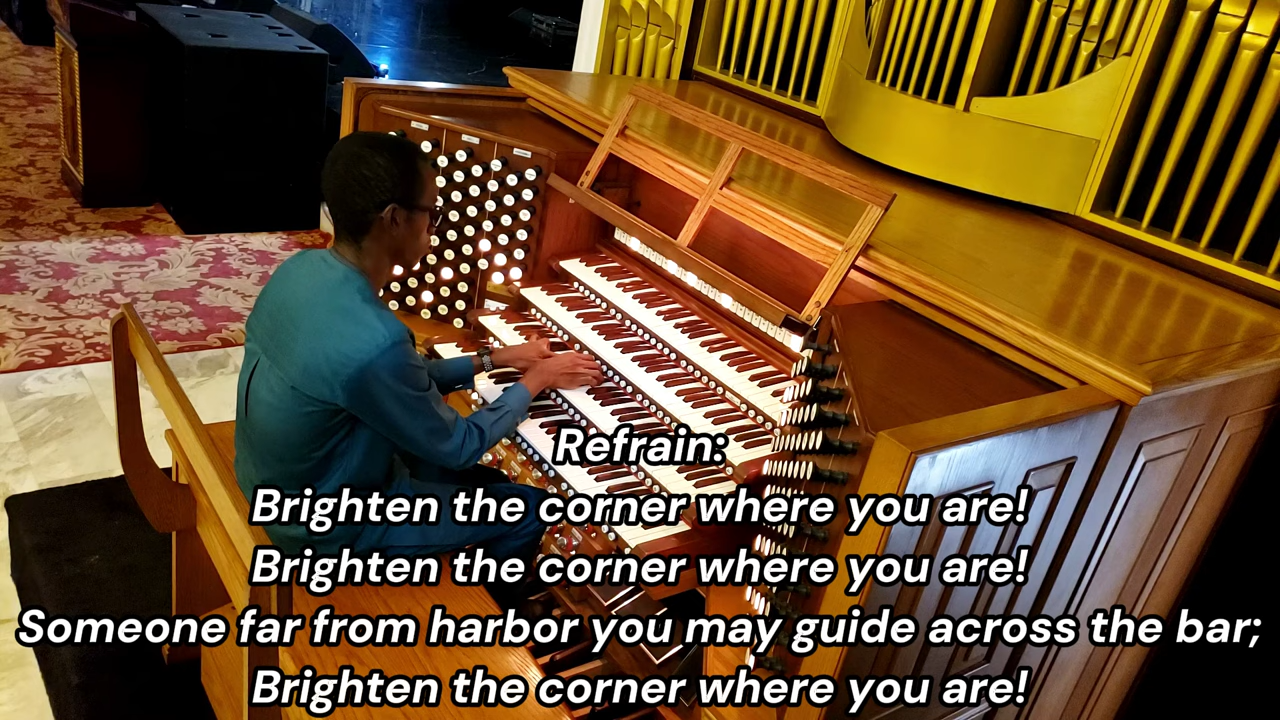 Refrain:
Brighten the corner where you are!
Brighten the corner where you are!
Someone far from harbor you may guide across the bar;
Brighten the corner where you are!